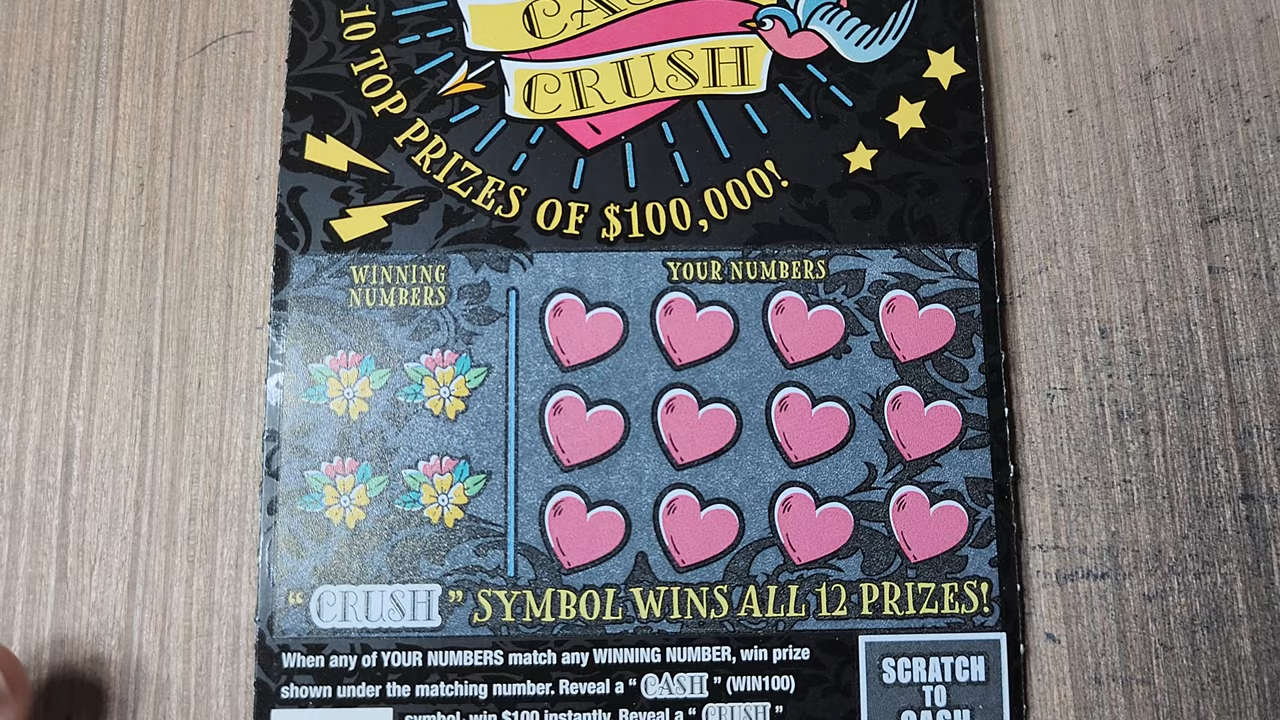 CASH
CRUSH
10 TOP PRIZES OF $100,000!
WINNING
NUMBERS
YOUR NUMBERS
"CRUSH" SYMBOL WINS ALL 12 PRIZES!
When any of YOUR NUMBERS match any WINNING NUMBER, win prize
shown under the matching number. Reveal a "CASH" (WIN100)
symbol, win $100 instantly. Reveal a "CRUSH"
SCRATCH
TO
CASH